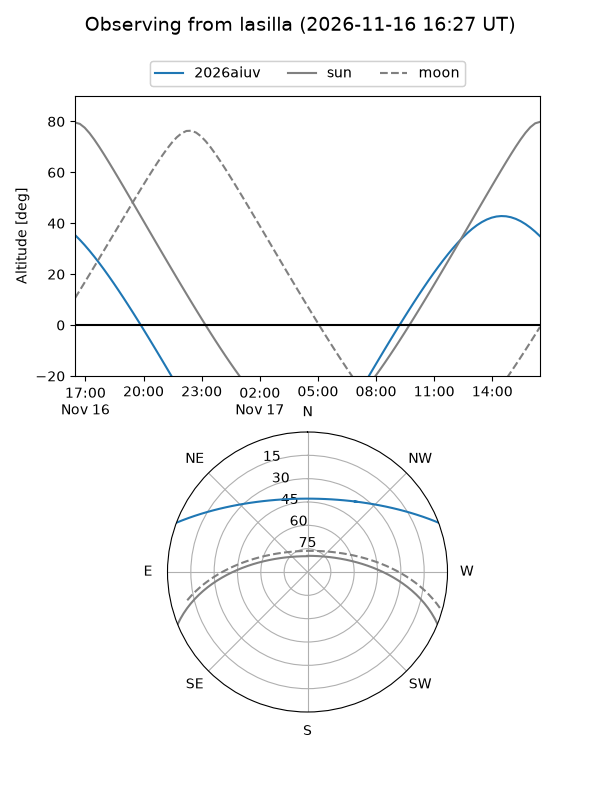 Observing from lasilla (2026-11-16 16:27 UT)
2026aiuv
sun
moon
Altitude [deg]
80
60
40
20
0
−20
17:00
Nov 16
20:00
23:00
02:00
Nov 17
05:00
08:00
11:00
14:00
N
NE
NW
15
30
45
60
75
E
W
SE
SW
S